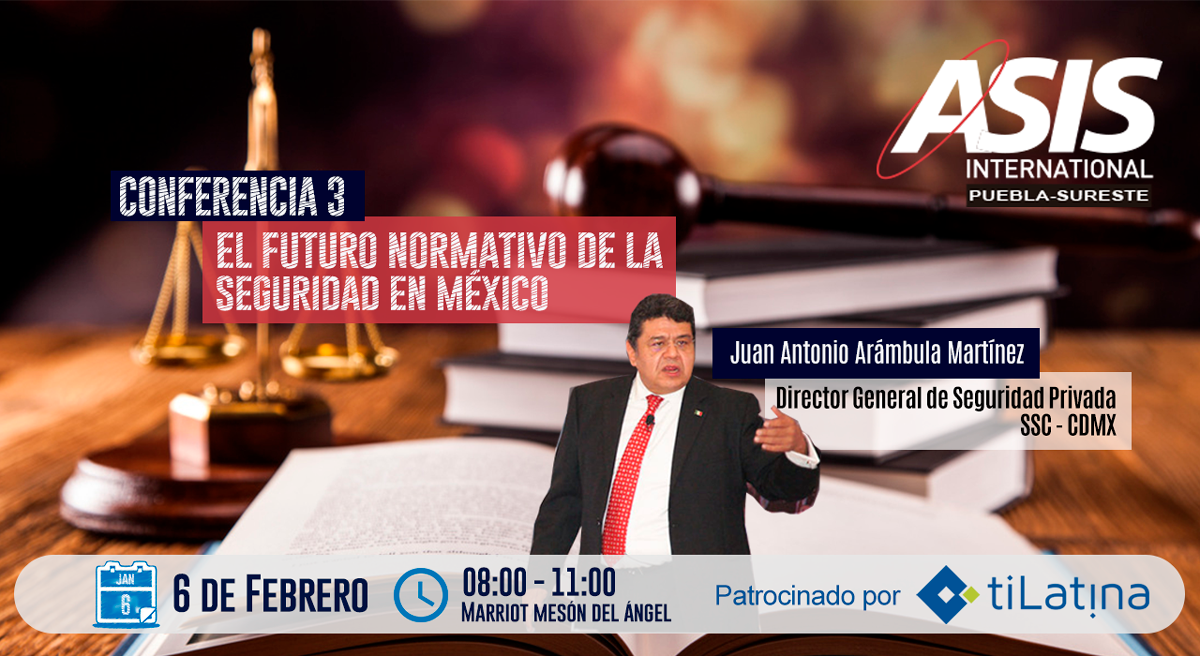 ASIS
INTERNATIONAL
PUEBLA-SURESTE
CONFERENCIA 3
EL FUTURO NORMATIVO DE LA
SEGURIDAD EN MÉXICO
Juan Antonio Arámbula Martínez
Director General de Seguridad Privada
SSC - CDMX
JAN
6
6 DE FEBRERO
08:00 - 11:00
MARRIOT MESÓN DEL ÁNGEL
Patrocinado por
tiLatina